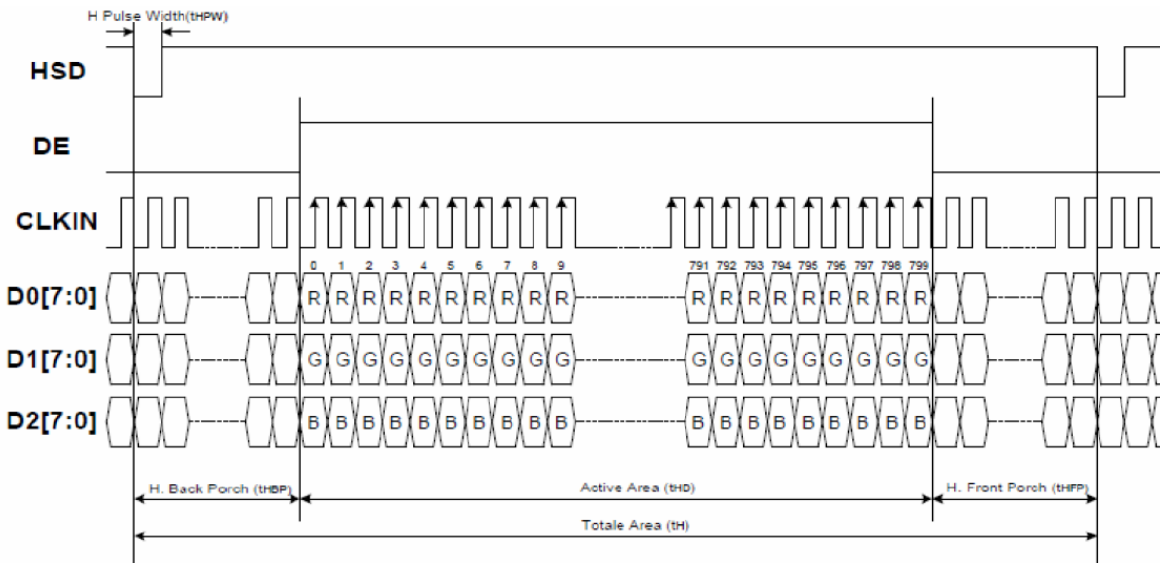 H Pulse Width(tHPW)
HSD
DE
CLKIN
0 1 2 3 4 5 6 7 8 9 791 792 793 794 795 796 797 798 799
D0[7:0] R R R R R R R R R R R R R R R R R R R
D1[7:0] G G G G G G G G G G G G G G G G G G G
D2[7:0] B B B B B B B B B B B B B B B B B B B
H. Back Porch (tHBP) Active Area (tHD) H. Front Porch (tHFP)
Totale Area (tH)